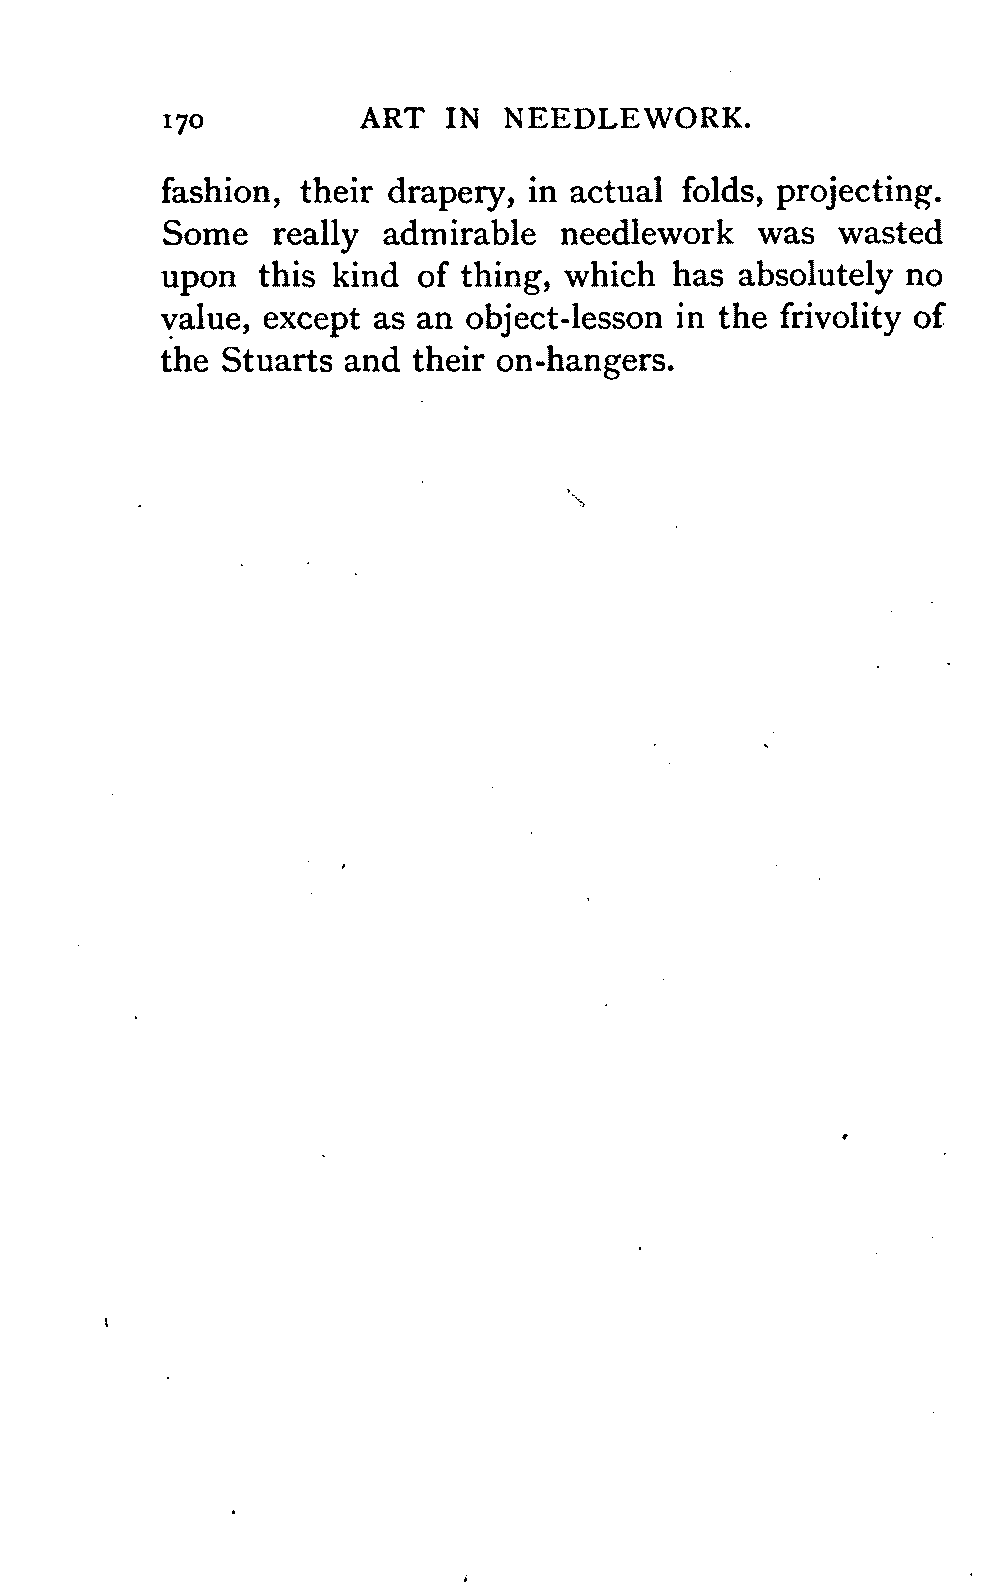 170 ART IN NEEDLEWORK.
fashion, their drapery, in actual folds, projecting.
Some really admirable needlework was wasted
upon this kind of thing, which has absolutely no
value, except as an object-lesson in the frivolity of
the Stuarts and their on-hangers.